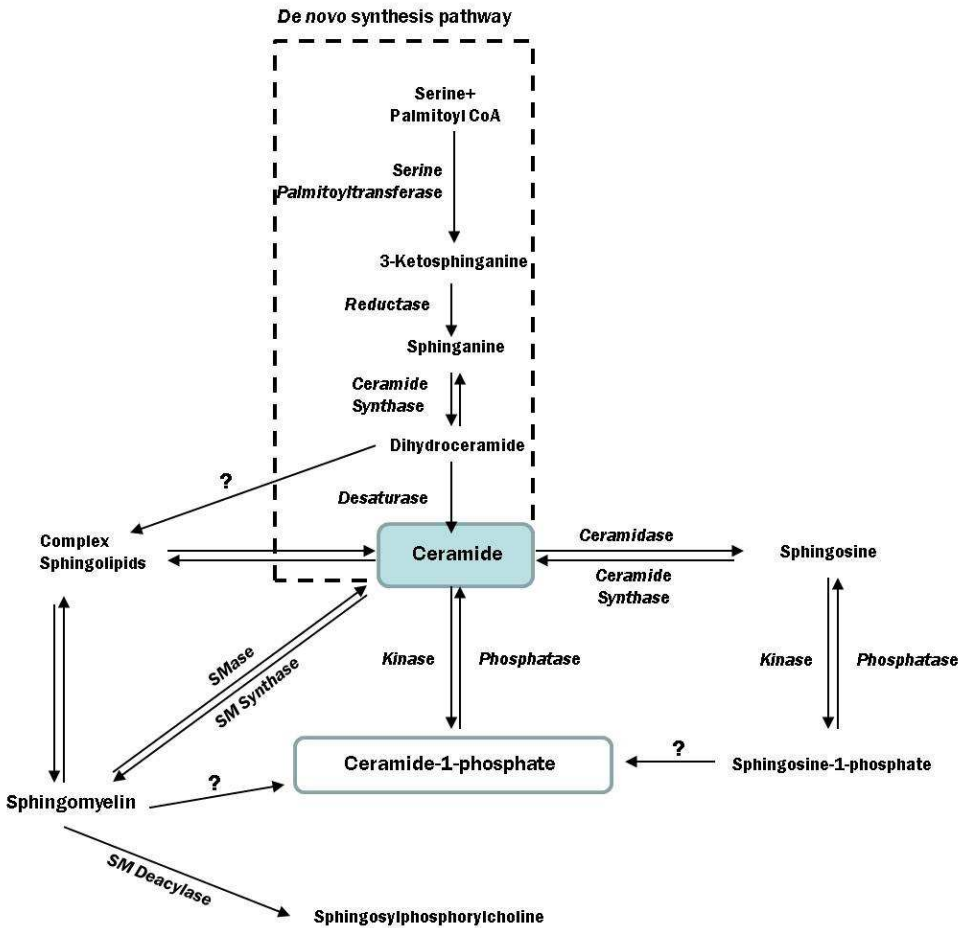 De novo synthesis pathway
Serine+
Palmitoyl CoA
Serine
Palmitoyltransferase
3-Ketosphinganine
Reductase
Sphinganine
Ceramide
Synthase
Dihydroceramide
?
Desaturase
Complex
Sphingolipids
Ceramide
Ceramidase
Ceramide
Synthase
Sphingosine
SMase
SM Synthase
Kinase
Phosphatase
Kinase
Phosphatase
Ceramide-1-phosphate
?
Sphingosine-1-phosphate
Sphingomyelin
?
SM Deacylase
Sphingosylphosphorylcholine